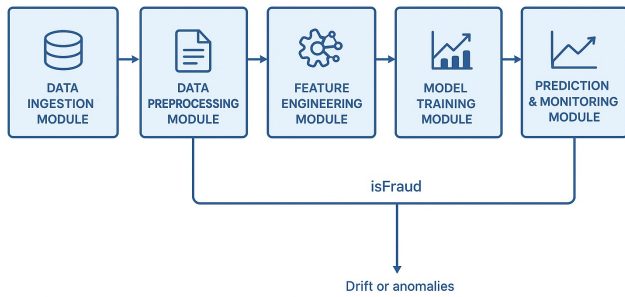 DATA
INGESTION
MODULE
DATA
PREPROCESSING
MODULE
FEATURE
ENGINEERING
MODULE
MODEL
TRAINING
MODULE
PREDICTION
& MONITORING
MODULE
isFraud
Drift or anomalies